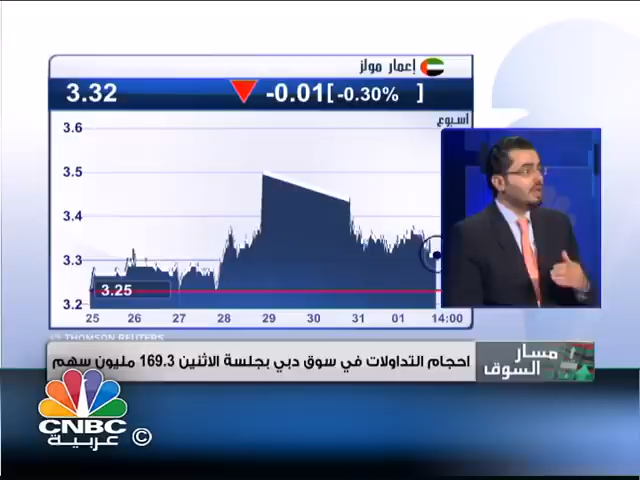 إعمار مولز
3.32 -0.01[ -0.30% ]
اسبوع
3.6
3.5
3.4
3.3
3.2
3.25
25 26 27 28 29 30 31 01 14:00
THOMSON REUTERS
احجام التداولات في سوق دبي بجلسة الاثنين 169.3 مليون سهم
مسار
السوق
CNBC
عربية ©